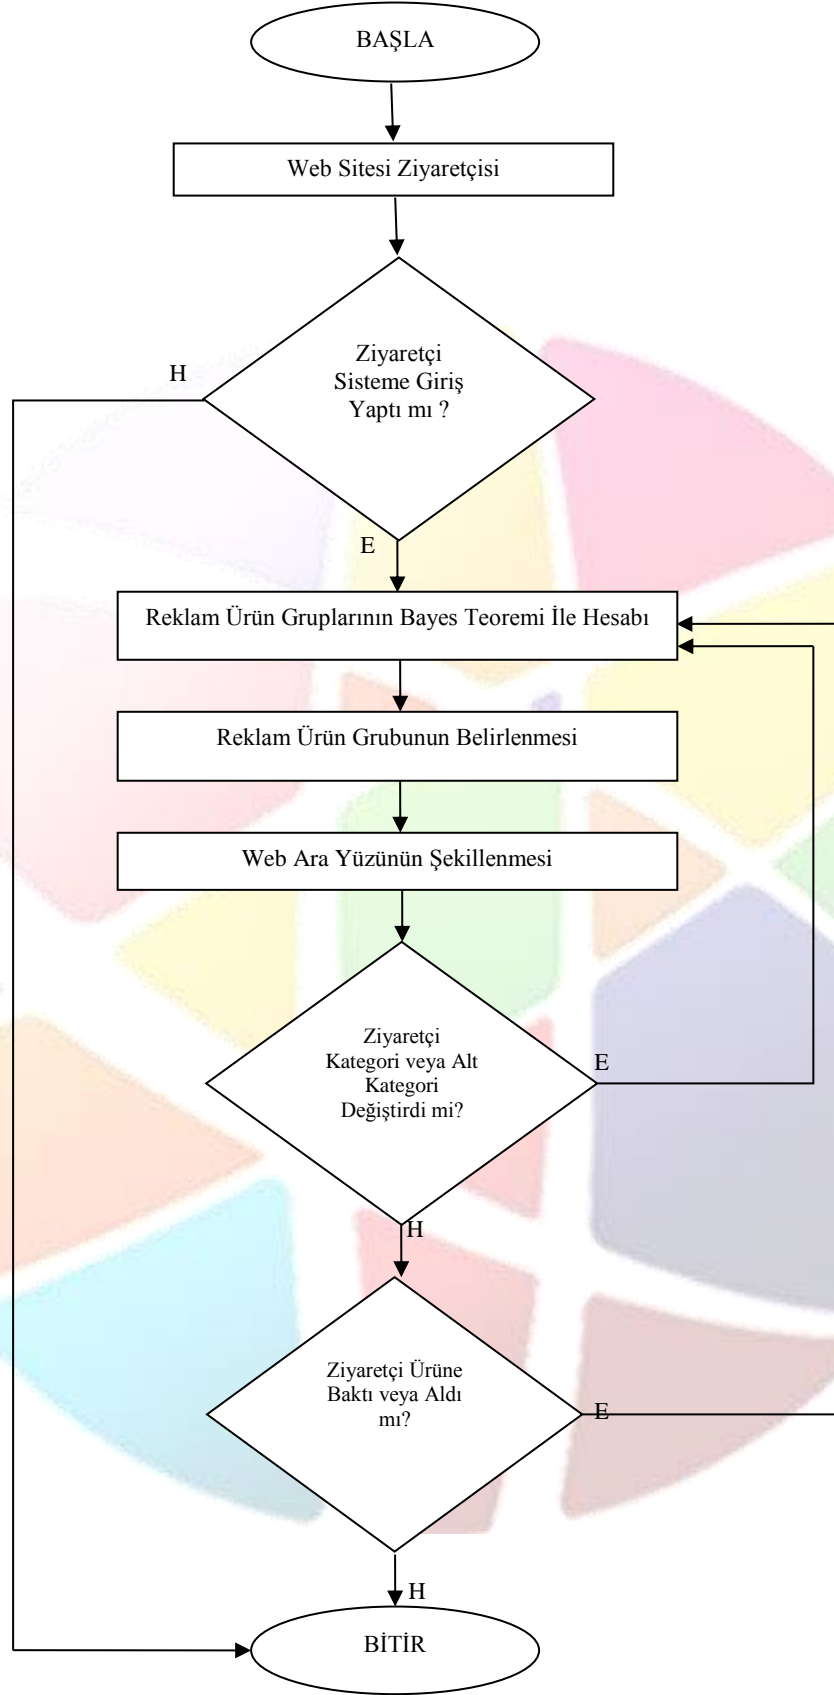 BAŞLA
Web Sitesi Ziyaretçisi
Ziyaretçi
Sisteme Giriş
Yaptı mı ?
H
E
Reklam Ürün Gruplarının Bayes Teoremi İle Hesabı
Reklam Ürün Grubunun Belirlenmesi
Web Ara Yüzünün Şekillenmesi
Ziyaretçi
Kategori veya Alt
Kategori
Değiştirdi mi?
E
H
Ziyaretçi Ürüne
Baktı veya Aldı
mı?
E
H
BİTİR